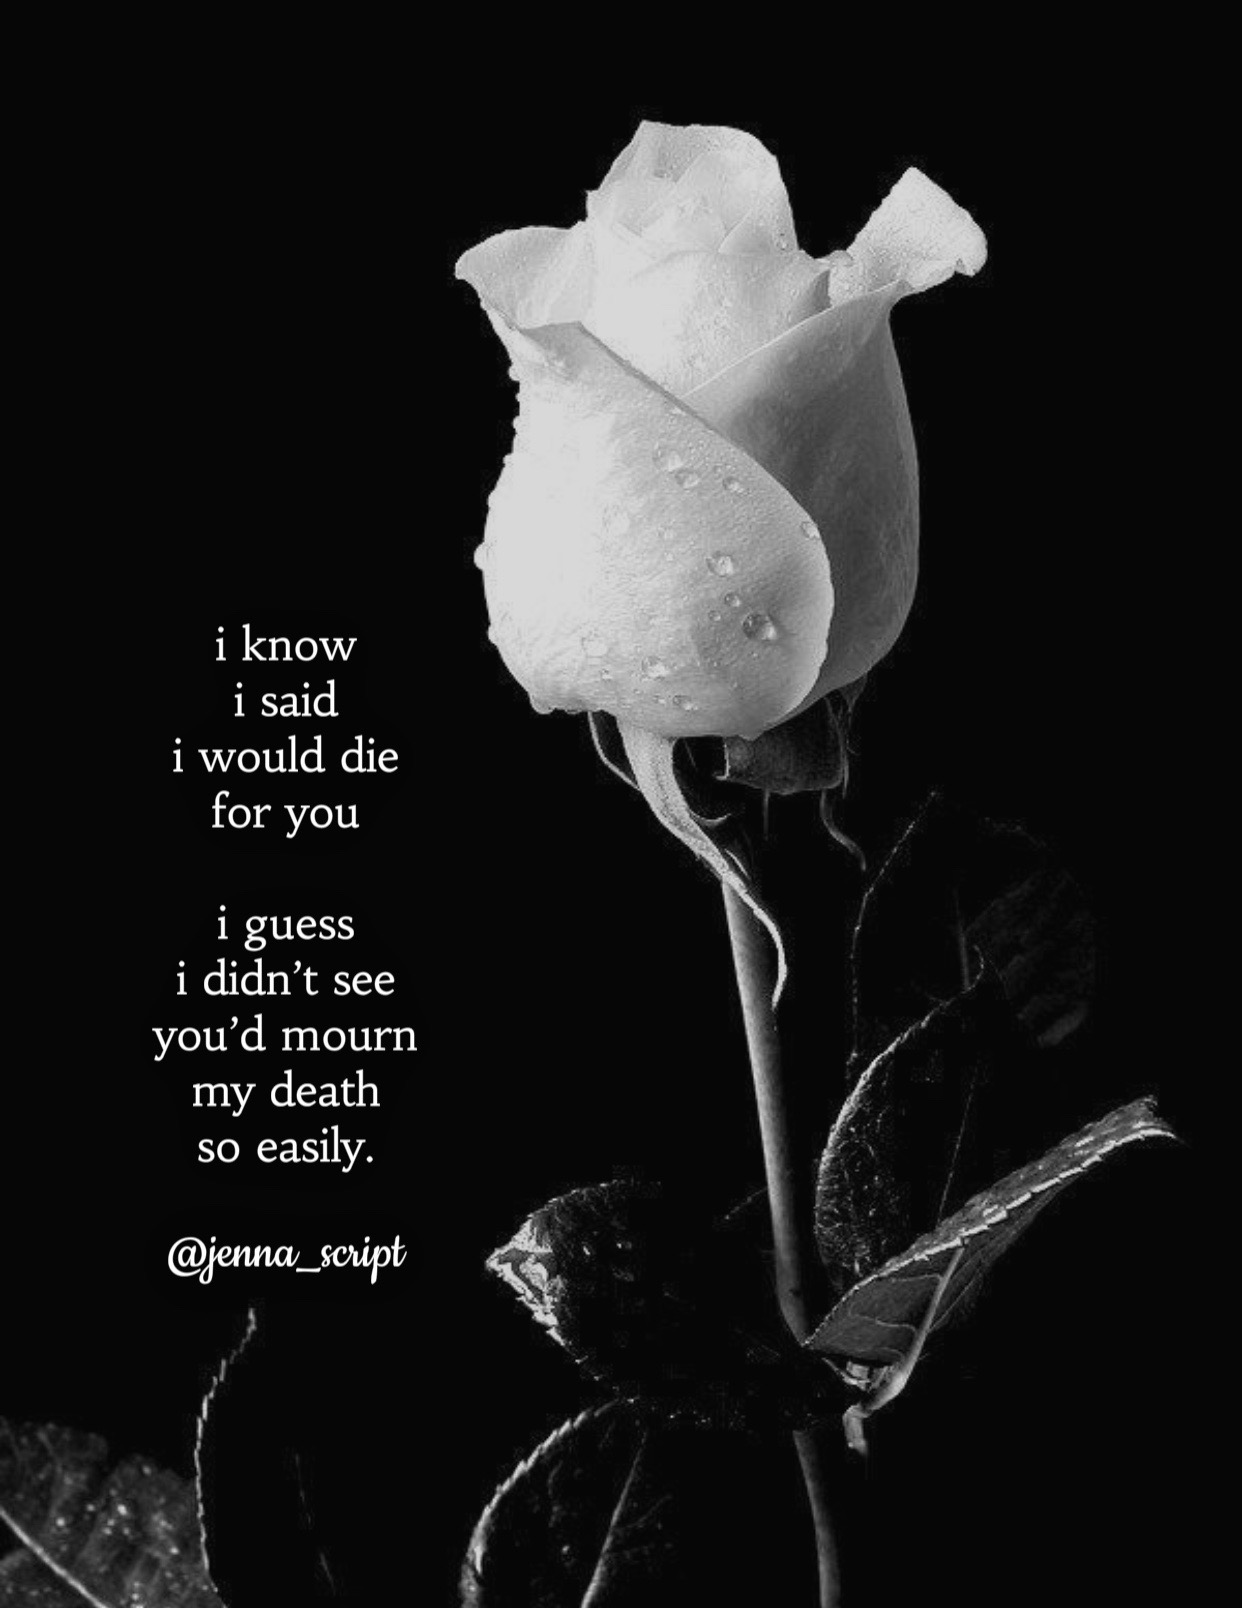 i know
i said
i would die
for you
i guess
i didn’t see
you’d mourn
my death
so easily.
@jenna_script